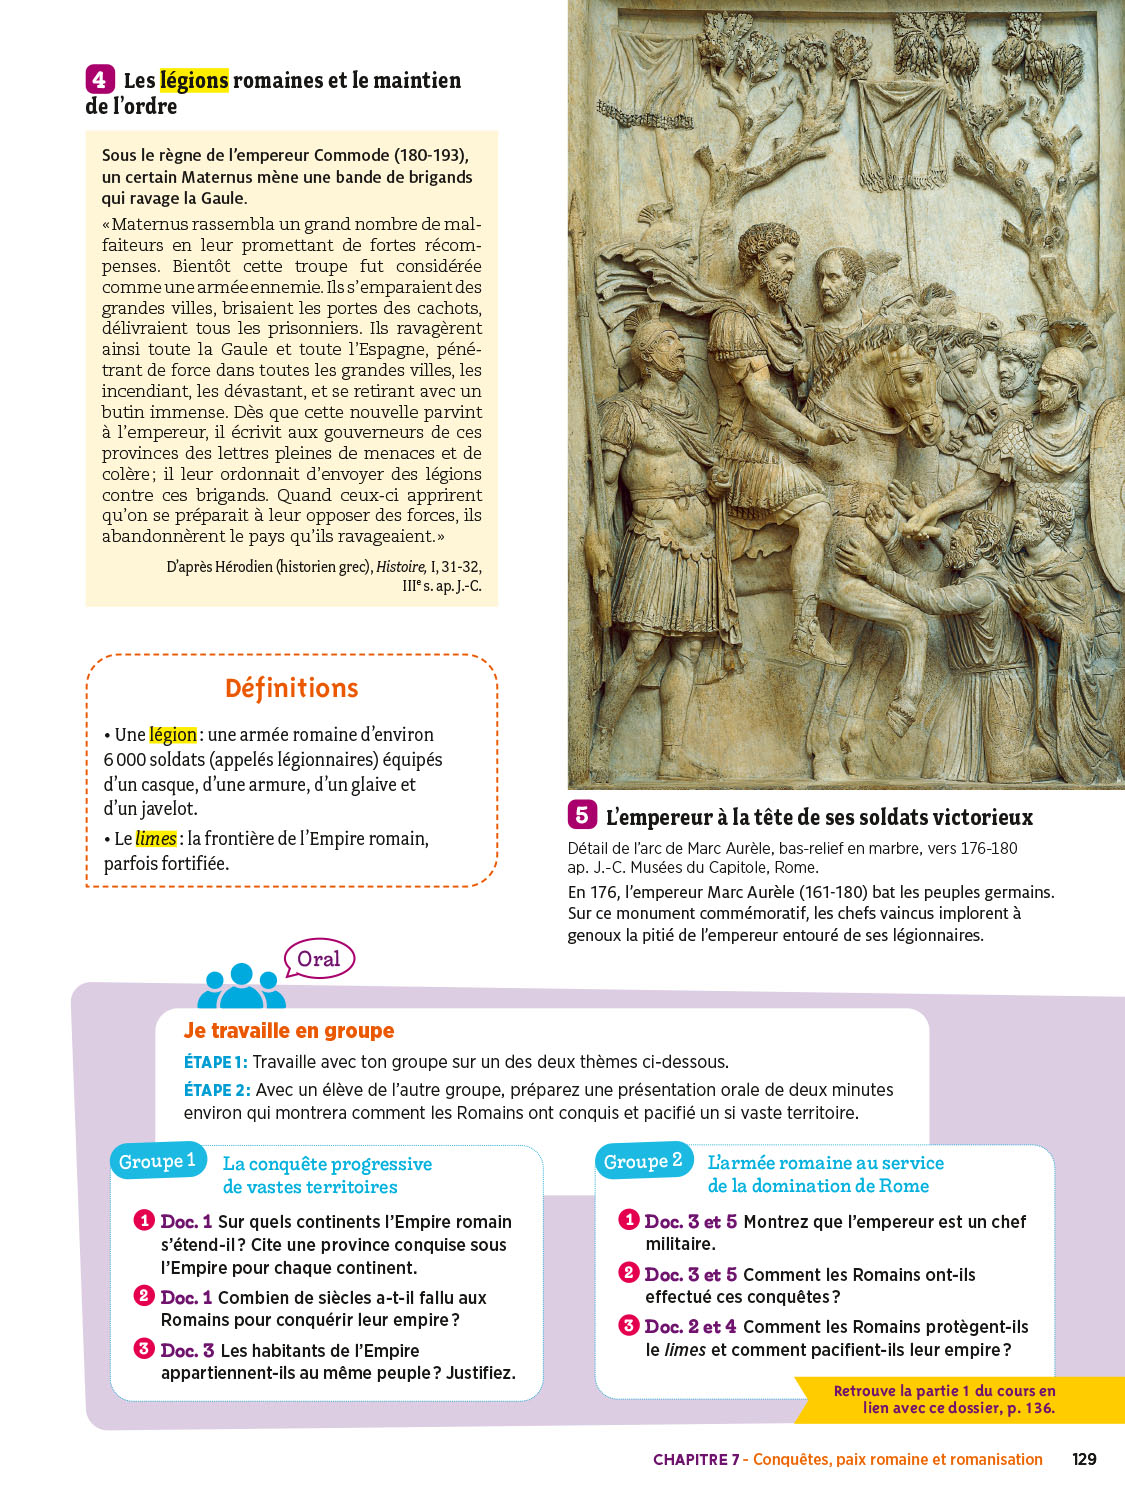 4 Les légions romaines et le maintien
de l'ordre
Sous le règne de l'empereur Commode (180-193),
un certain Maternus mène une bande de brigands
qui ravage la Gaule.
« Maternus rassembla un grand nombre de mal-
faiteurs en leur promettant de fortes récom-
penses. Bientôt cette troupe fut considérée
comme une armée ennemie. Ils s'emparaient des
grandes villes, brisaient les portes des cachots,
délivraient tous les prisonniers. Ils ravagèrent
ainsi toute la Gaule et toute l'Espagne, péné-
trant de force dans toutes les grandes villes, les
incendiant, les dévastant, et se retirant avec un
butin immense. Dès que cette nouvelle parvint
à l'empereur, il écrivit aux gouverneurs de ces
provinces des lettres pleines de menaces et de
colère ; il leur ordonnait d'envoyer des légions
contre ces brigands. Quand ceux-ci apprirent
qu'on se préparait à leur opposer des forces, ils
abandonnèrent le pays qu'ils ravageaient. »
D'après Hérodien (historien grec), Histoire, I, 31-32,
IIIe s. ap. J.-C.
Définitions
• Une légion : une armée romaine d'environ
6 000 soldats (appelés légionnaires) équipés
d'un casque, d'une armure, d'un glaive et
d'un javelot.
• Le limes : la frontière de l'Empire romain,
parfois fortifiée.
5 L'empereur à la tête de ses soldats victorieux
Détail de l'arc de Marc Aurèle, bas-relief en marbre, vers 176-180
ap. J.-C. Musées du Capitole, Rome.
En 176, l'empereur Marc Aurèle (161-180) bat les peuples germains.
Sur ce monument commémoratif, les chefs vaincus implorent à
genoux la pitié de l'empereur entouré de ses légionnaires.
Oral
Je travaille en groupe
ÉTAPE 1 : Travaille avec ton groupe sur un des deux thèmes ci-dessous.
ÉTAPE 2 : Avec un élève de l'autre groupe, préparez une présentation orale de deux minutes
environ qui montrera comment les Romains ont conquis et pacifié un si vaste territoire.
Groupe 1
La conquête progressive
de vastes territoires
1 Doc. 1 Sur quels continents l'Empire romain
s'étend-il ? Cite une province conquise sous
l'Empire pour chaque continent.
2 Doc. 1 Combien de siècles a-t-il fallu aux
Romains pour conquérir leur empire ?
3 Doc. 3 Les habitants de l'Empire
appartiennent-ils au même peuple ? Justifiez.
Groupe 2
L'armée romaine au service
de la domination de Rome
1 Doc. 3 et 5 Montrez que l'empereur est un chef
militaire.
2 Doc. 3 et 5 Comment les Romains ont-ils
effectué ces conquêtes ?
3 Doc. 2 et 4 Comment les Romains protègent-ils
le limes et comment pacifient-ils leur empire ?
Retrouve la partie 1 du cours en
lien avec ce dossier, p. 136.
CHAPITRE 7 - Conquêtes, paix romaine et romanisation 129